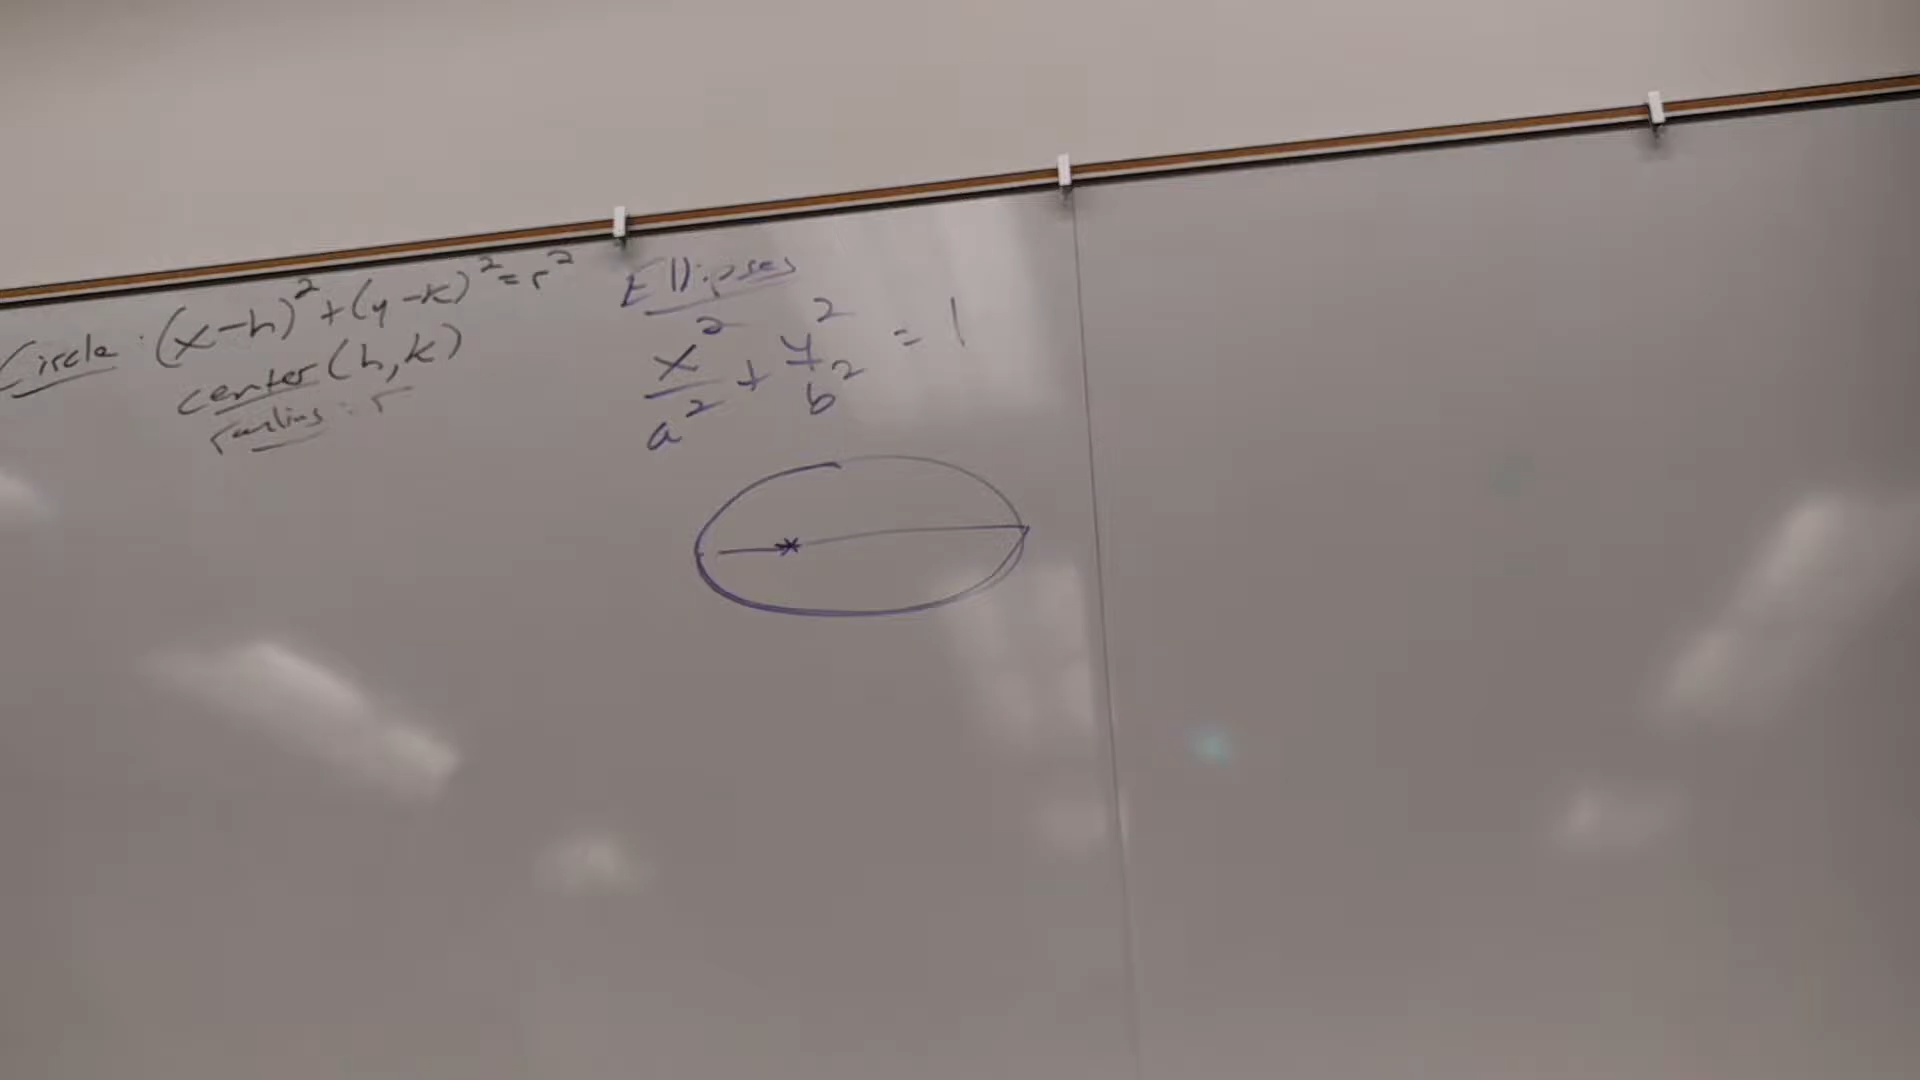 Circle: (x-h)²+(y-k)²=r²
center (h,k)
radius: r
Ellipses
x²/a² + y²/b² = 1